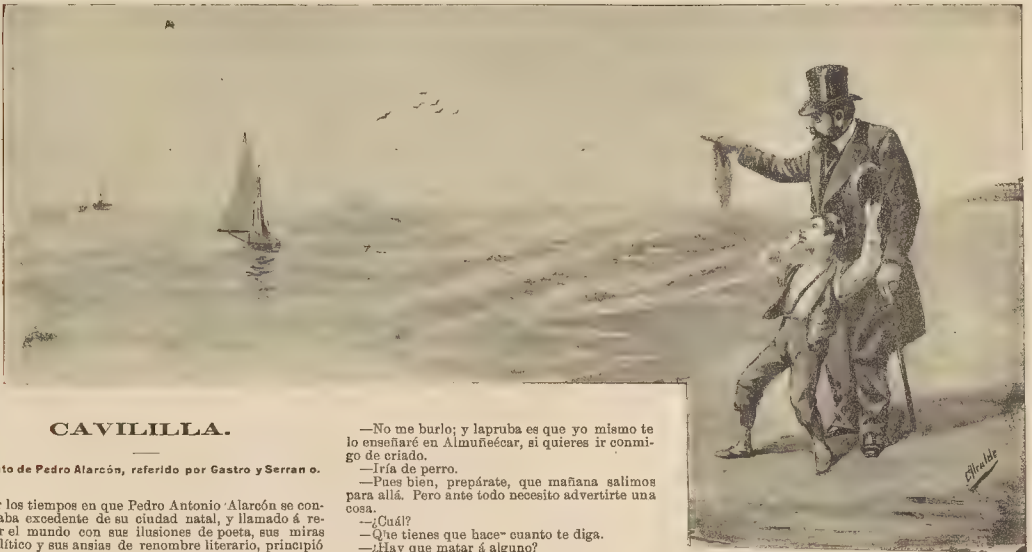 CAVILILLA.
to de Pedro Alarcón, referido por Gastro y Serran o.
los tiempos en que Pedro Antonio Alarcón se con-
aba excedente de su ciudad natal, y llamado á re-
r el mundo con sus ilusiones de poeta, sus miras
lítico y sus ansias de renombre literario, principió
—No me burlo; y lapruba es que yo mismo te
lo enseñaré en Almuñeécar, si quieres ir conmi-
go de criado.
—Iría de perro.
—Pues bien, prepárate, que mañana salimos
para allá. Pero ante todo necesito advertirte una
cosa.
—¿Cuál?
—Que tienes que hace- cuanto te diga.
—¿Hay que matar á alguno?